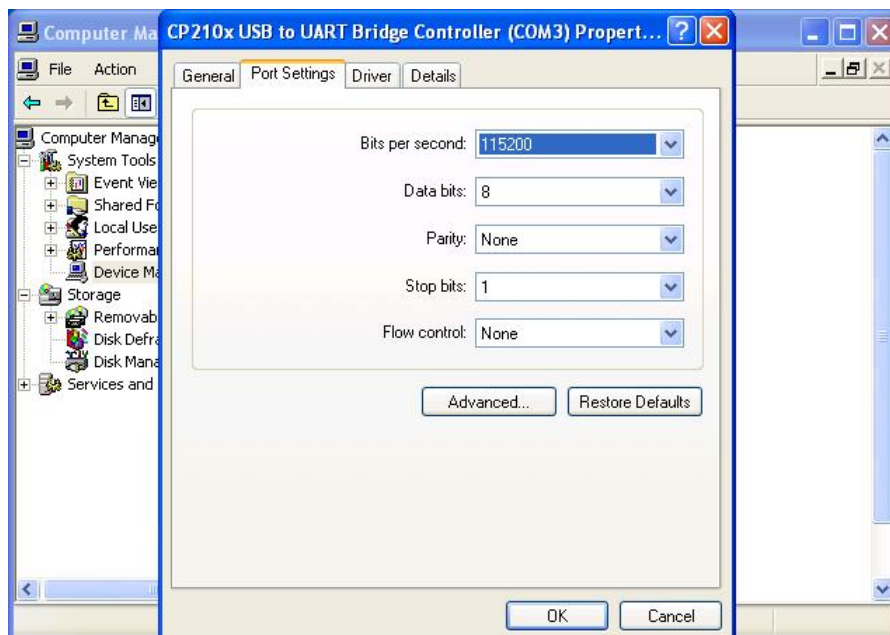 Computer Ma
CP210x USB to UART Bridge Controller (COM3) Propert...
File Action
General Port Settings Driver Details
Computer Manag
System Tools
Event Vie
Shared Fo
Local Use
Performa
Device Ma
Storage
Removab
Disk Defra
Disk Mana
Services and
Bits per second: 115200
Data bits: 8
Parity: None
Stop bits: 1
Flow control: None
Advanced... Restore Defaults
OK Cancel